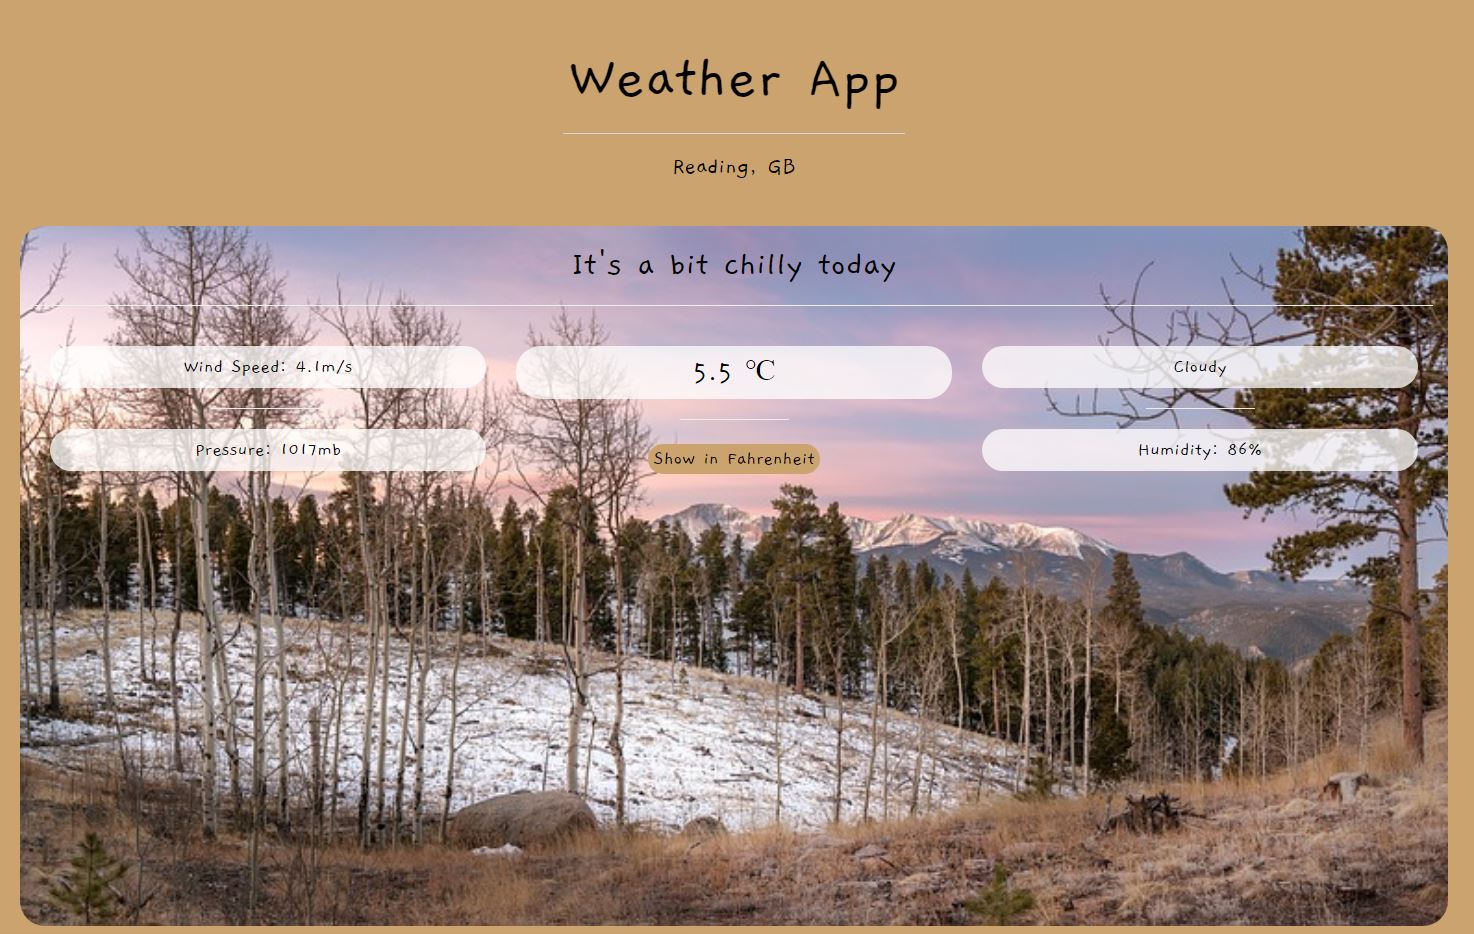 Weather App
Reading, GB
It's a bit chilly today
Wind Speed: 4.1m/s
5.5 °C
Cloudy
Pressure: 1017mb
Show in Fahrenheit
Humidity: 86%